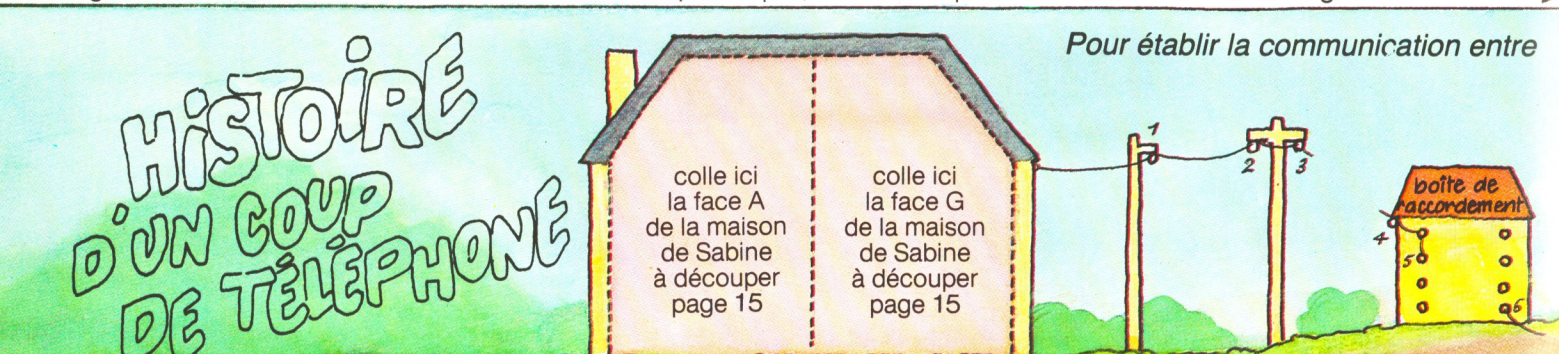 HISTOIRE
D'UN COUP
DE TÉLÉPHONE
colle ici
la face A
de la maison
de Sabine
à découper
page 15
colle ici
la face G
de la maison
de Sabine
à découper
page 15
Pour établir la communication entre
1
2
3
boîte de
raccordement
4
5
6